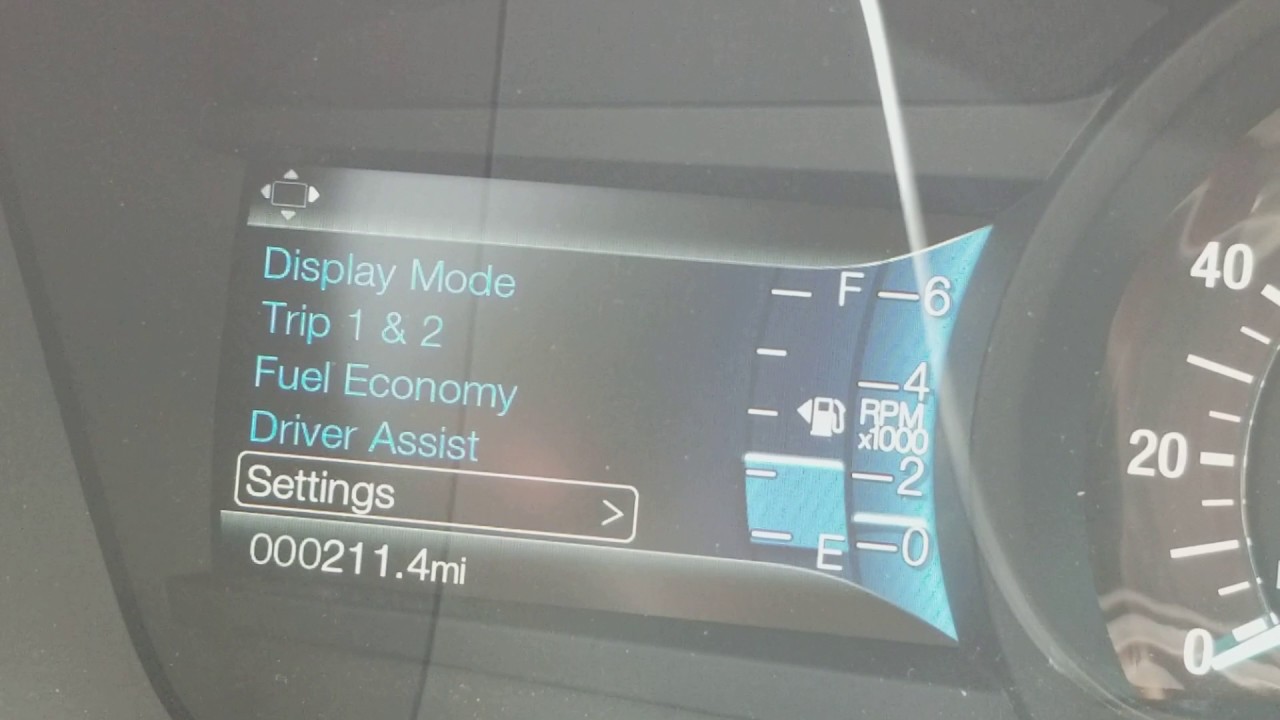 Display Mode
Trip 1 & 2
Fuel Economy
Driver Assist
Settings >
000211.4mi
F
E
6
4
RPM
x1000
2
0
40
20
0